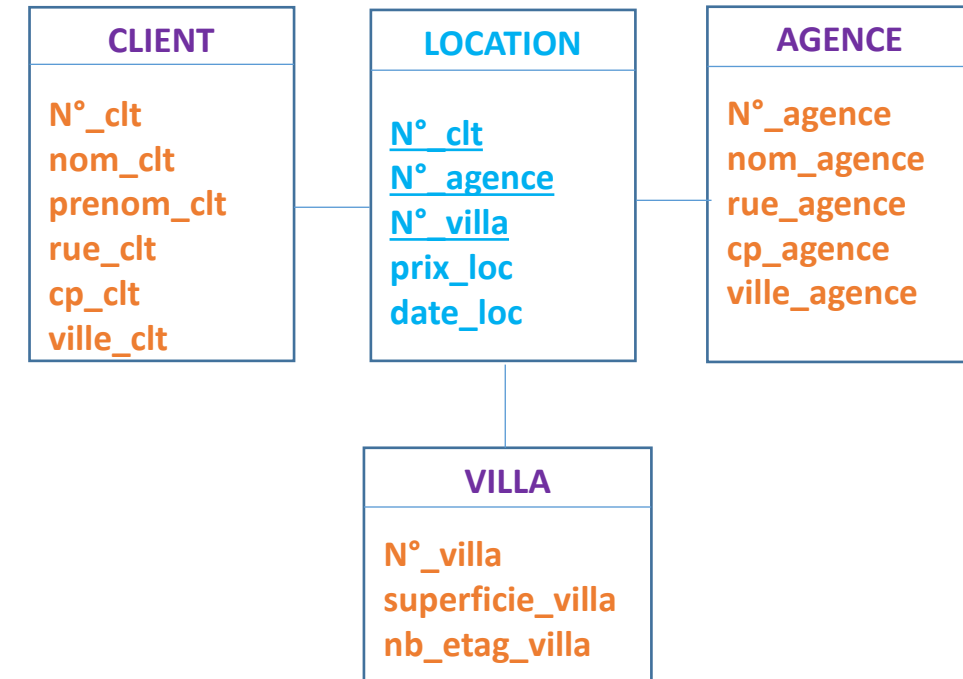 CLIENT
N°_clt
nom_clt
prenom_clt
rue_clt
cp_clt
ville_clt
LOCATION
N°_clt
N°_agence
N°_villa
prix_loc
date_loc
AGENCE
N°_agence
nom_agence
rue_agence
cp_agence
ville_agence
VILLA
N°_villa
superficie_villa
nb_etag_villa